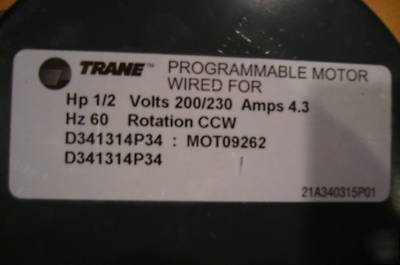 TRANE™ PROGRAMMABLE MOTOR
WIRED FOR
Hp 1/2 Volts 200/230 Amps 4.3
Hz 60 Rotation CCW
D341314P34 : MOT09262
D341314P34
21A340315P01